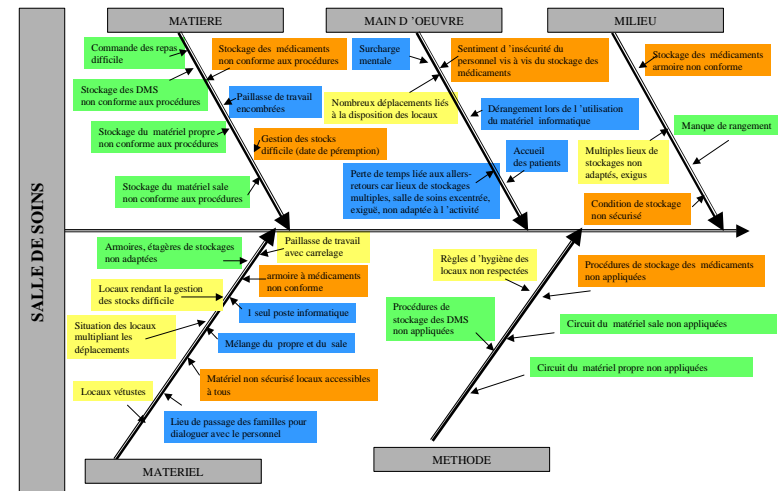 MATIERE
MAIN D ’OEUVRE
MILIEU
SALLE DE SOINS
Commande des repas
difficile
Stockage des médicaments
non conforme aux procédures
Stockage des DMS
non conforme aux procédures
Paillasse de travail
encombrées
Stockage du matériel propre
non conforme aux procédures
Gestion des stocks
difficile (date de péremption)
Stockage du matériel sale
non conforme aux procédures
Surcharge
mentale
Sentiment d ’insécurité du
personnel vis à vis du stockage des
médicaments
Nombreux déplacements liés
à la disposition des locaux
Dérangement lors de l ’utilisation
du matériel informatique
Perte de temps liée aux allers-
retours car lieux de stockages
multiples, salle de soins excentrée,
exiguë, non adaptée à l ’activité
Accueil
des patients
Stockage des médicaments
armoire non conforme
Manque de rangement
Multiples lieux de
stockages non
adaptés, exigus
Condition de stockage
non sécurisé
Armoires, étagères de stockages
non adaptées
Paillasse de travail
avec carrelage
armoire à médicaments
non conforme
Locaux rendant la gestion
des stocks difficile
1 seul poste informatique
Situation des locaux
multipliant les
déplacements
Mélange du propre et du sale
Matériel non sécurisé locaux accessibles
à tous
Locaux vétustes
Lieu de passage des familles pour
dialoguer avec le personnel
Règles d ’hygiène des
locaux non respectées
Procédures de stockage des médicaments
non appliquées
Procédures de
stockage des DMS
non appliquées
Circuit du matériel sale non appliquées
Circuit du matériel propre non appliquées
MATERIEL
METHODE